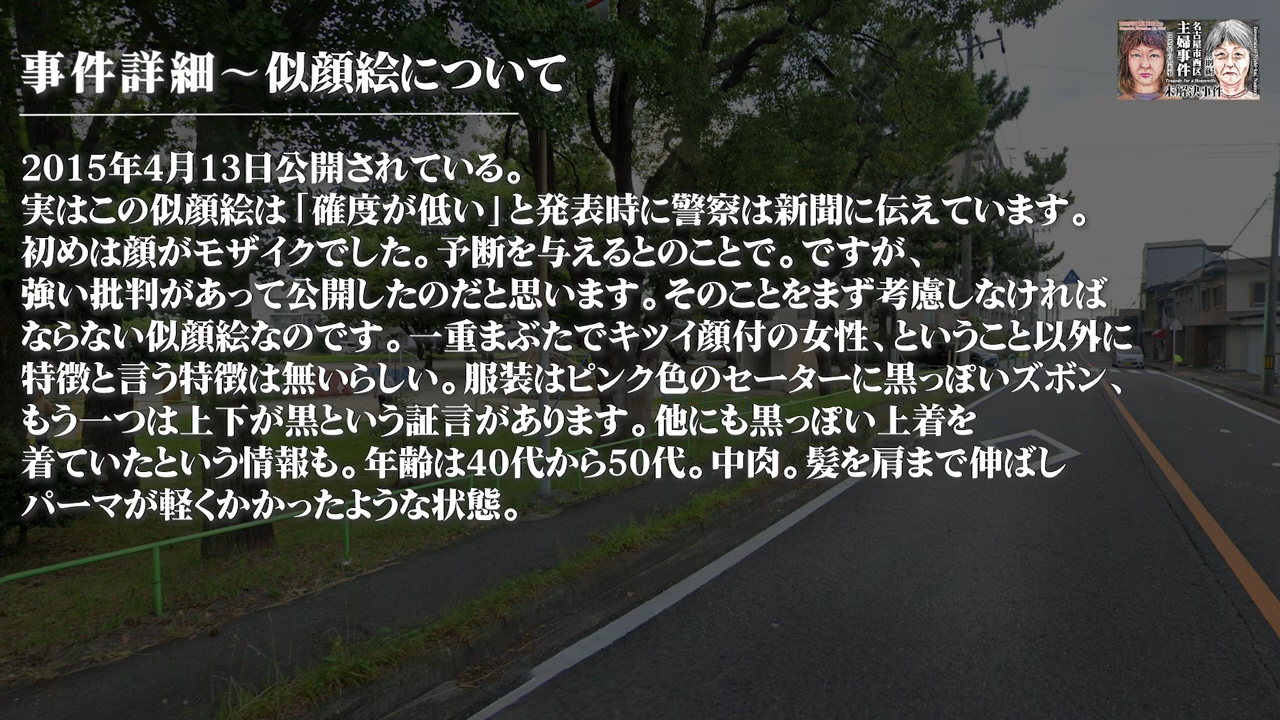 事件詳細～似顔絵について
2015年4月13日公開されている。
実はこの似顔絵は「確度が低い」と発表時に警察は新聞に伝えています。
初めは顔がモザイクでした。予断を与えるとのことで。ですが、
強い批判があって公開したのだと思います。そのことをまず考慮しなければ
ならない似顔絵なのです。一重まぶたでキツイ顔付の女性、ということ以外に
特徴と言う特徴は無いらしい。服装はピンク色のセーターに黒っぽいズボン、
もう一つは上下が黒という証言があります。他にも黒っぽい上着を
着ていたという情報も。年齢は40代から50代。中肉。髪を肩まで伸ばし
パーマが軽くかかったような状態。
名古屋市西区
主婦事件
未解決事件